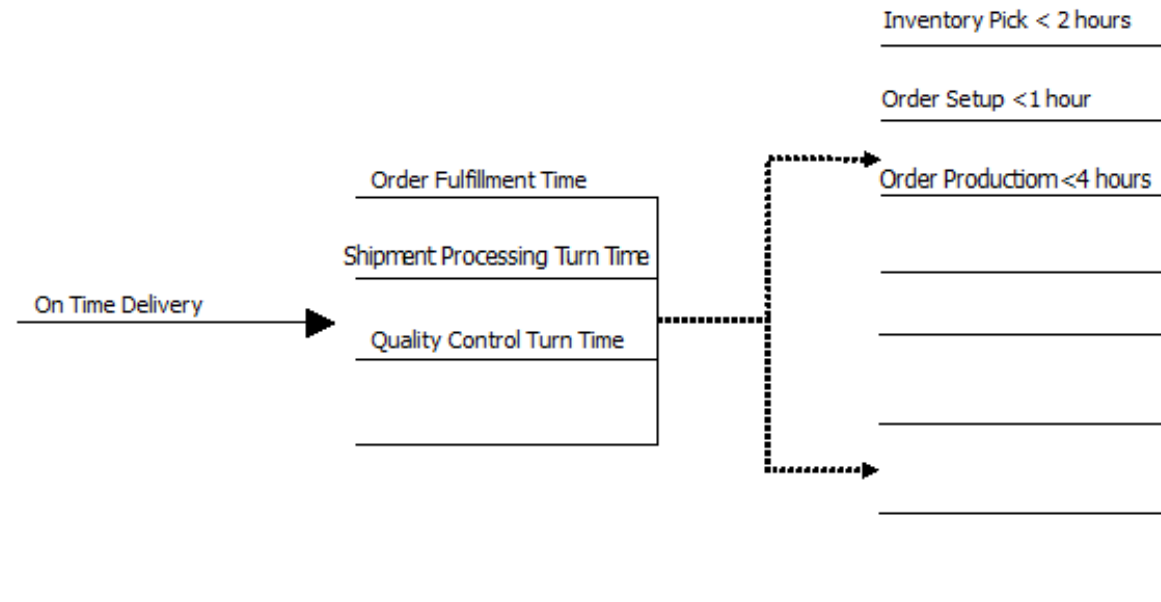 Inventory Pick < 2 hours
Order Setup <1 hour
Order Fulfillment Time
Order Productiom<4 hours
Shipment Processing Turn Time
On Time Delivery
Quality Control Turn Time